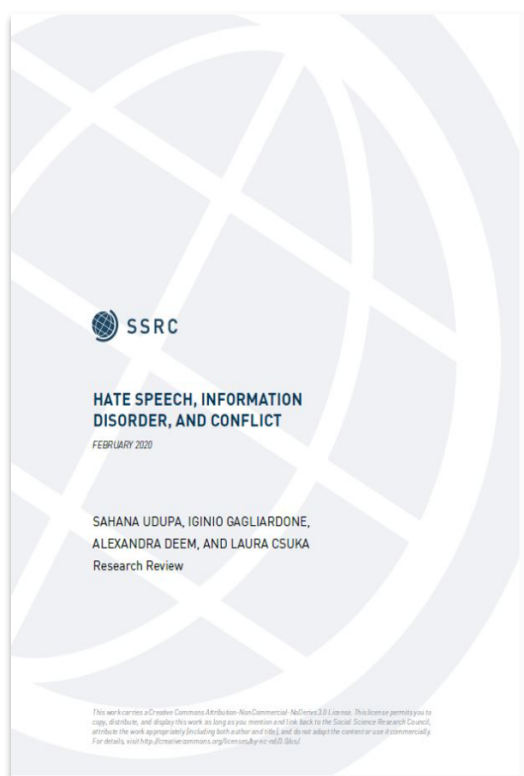 SSRC
HATE SPEECH, INFORMATION
DISORDER, AND CONFLICT
FEBRUARY 2020
SAHANA UDUPA, IGINIO GAGLIARDONE,
ALEXANDRA DEEM, AND LAURA CSUKA
Research Review
This work carries a Creative Commons Attribution-NonCommercial-NoDerivs 3.0 License. This license permits you to
copy, distribute, and display this work as long as you mention and link back to the Social Science Research Council,
attribute the work appropriately (including both author and title), and do not adapt the content or use it commercially.
For details, visit http://creativecommons.org/licenses/by-nc-nd/3.0/us/.